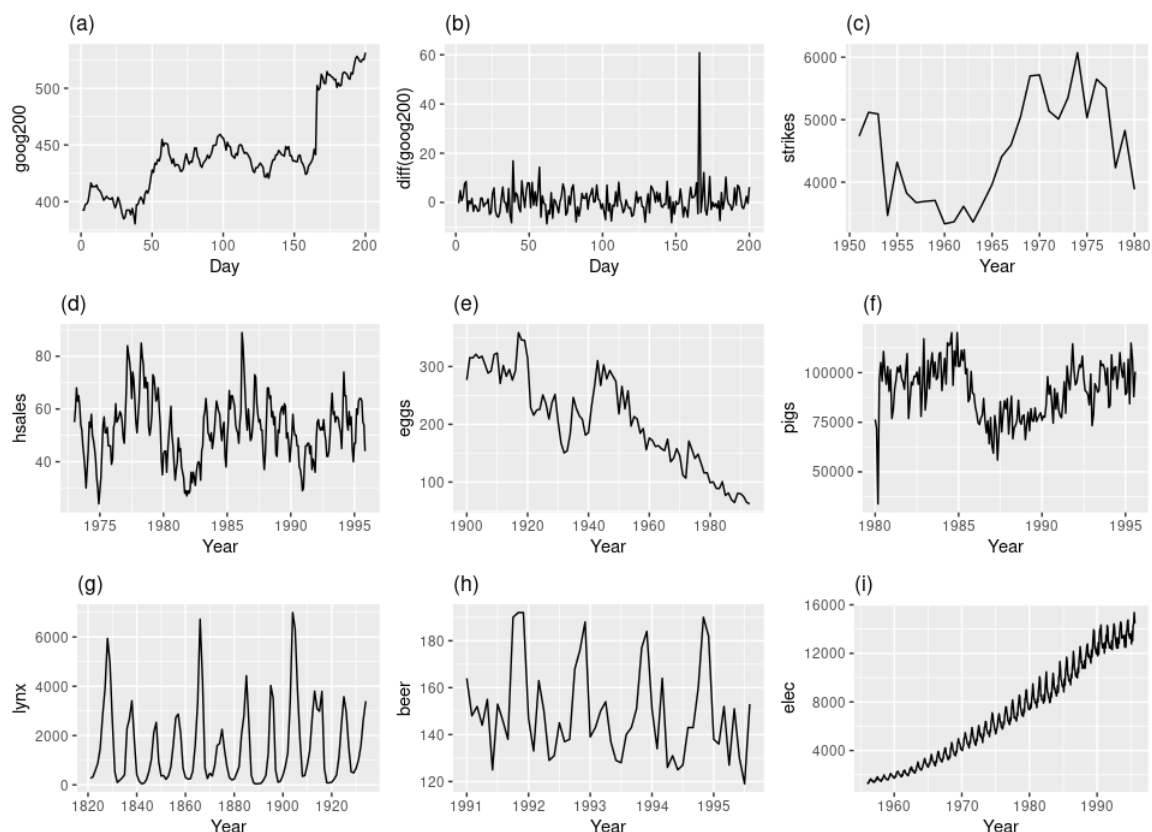 (a)
goog200
500
450
400
0 50 100 150 200
Day
(b)
diff(goog200)
60
40
20
0
0 50 100 150 200
Day
(c)
strikes
6000
5000
4000
1950 1955 1960 1965 1970 1975 1980
Year
(d)
hsales
80
60
40
1975 1980 1985 1990 1995
Year
(e)
eggs
300
200
100
1900 1920 1940 1960 1980
Year
(f)
pigs
100000
75000
50000
1980 1985 1990 1995
Year
(g)
lynx
6000
4000
2000
0
1820 1840 1860 1880 1900 1920
Year
(h)
beer
180
160
140
120
1991 1992 1993 1994 1995
Year
(i)
elec
16000
12000
8000
4000
1960 1970 1980 1990
Year